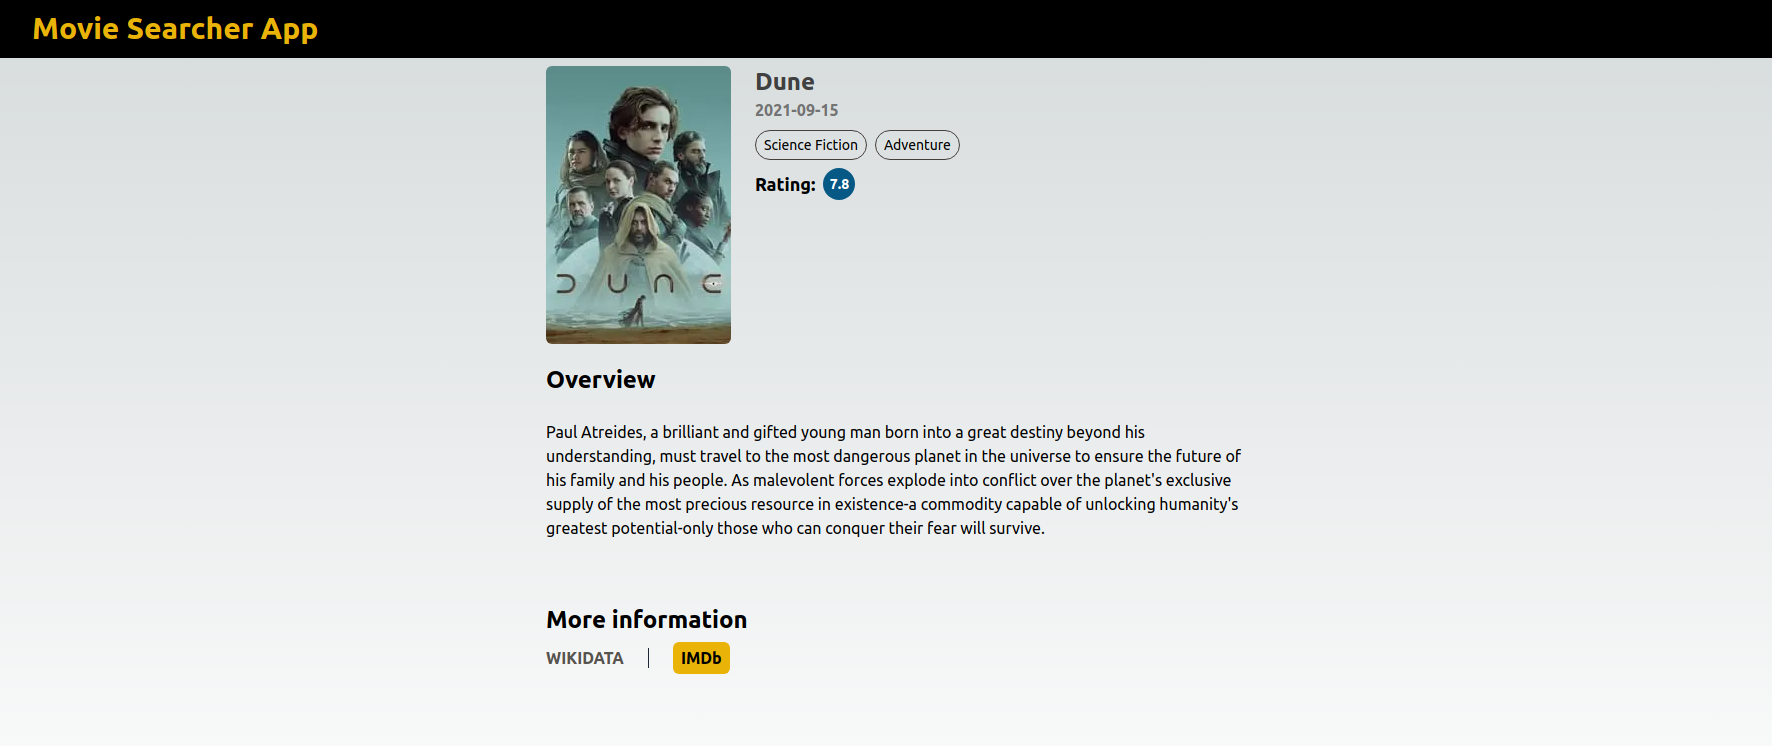 Movie Searcher App
Dune
2021-09-15
Science Fiction
Adventure
Rating: 7.8
DUNE
Overview
Paul Atreides, a brilliant and gifted young man born into a great destiny beyond his
understanding, must travel to the most dangerous planet in the universe to ensure the future of
his family and his people. As malevolent forces explode into conflict over the planet's exclusive
supply of the most precious resource in existence-a commodity capable of unlocking humanity's
greatest potential-only those who can conquer their fear will survive.
More information
WIKIDATA
IMDb